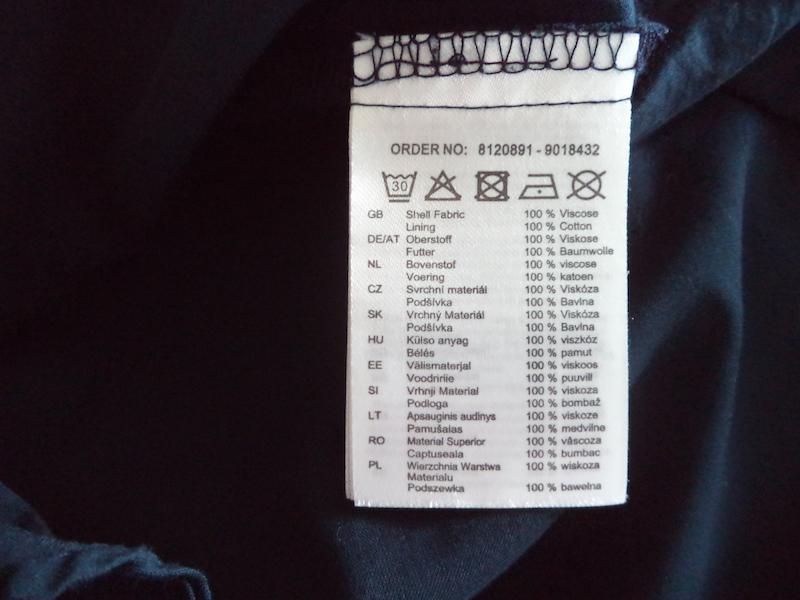 ORDER NO: 8120891 - 9018432
30
GB Shell Fabric 100 % Viscose
Lining 100 % Cotton
DE/AT Oberstoff 100 % Viskose
Futter 100 % Baumwolle
NL Bovenstof 100 % viscose
Voering 100 % katoen
CZ Svrchní materiál 100 % Viskóza
Podšívka 100 % Bavlna
SK Vrchný Materiál 100 % Viskóza
Podšívka 100 % Bavlna
HU Külso anyag 100 % viszkóz
Bélés 100 % pamut
EE Välismaterjal 100 % viskoos
Voodririie 100 % puuvill
SI Vrhnji Material 100 % viskoza
Podloga 100 % bombaž
LT Apsauginis audinys 100 % viskoze
Pamušalas 100 % medvilne
RO Material Superior 100 % vâscoza
Captuseala 100 % bumbac
PL Wierzchnia Warstwa 100 % wiskoza
Materialu
Podszewka 100 % bawelna